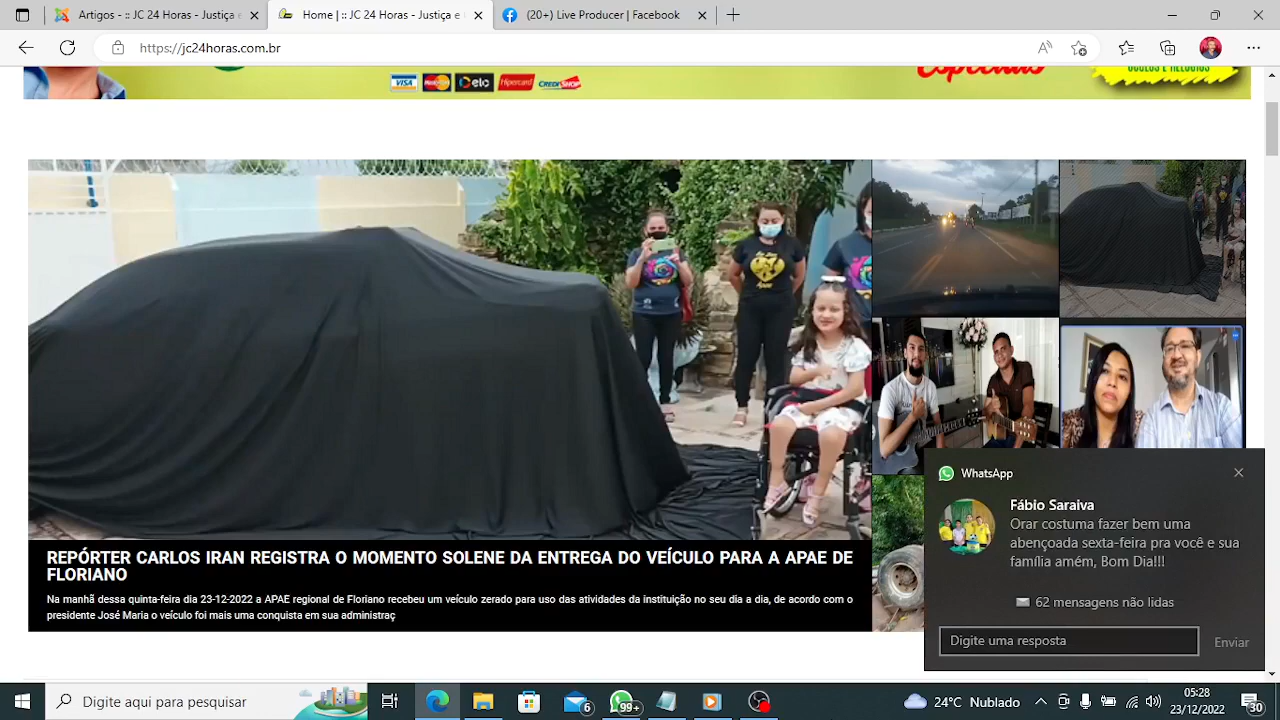 Artigos - :: JC 24 Horas - Justiça e
JC 24 Horas - Justiça e
(20+) Live Producer | Facebook
https://jc24horas.com.br
VISA MasterCard elo Hipercard CREDISHOP
Especiais
ÓCULOS E RELÓGIOS
REPÓRTER CARLOS IRAN REGISTRA O MOMENTO SOLENE DA ENTREGA DO VEÍCULO PARA A APAE DE
FLORIANO
Na manhã dessa quinta-feira dia 23-12-2022 a APAE regional de Floriano recebeu um veículo zerado para uso das atividades da instituição no seu dia a dia, de acordo com o
presidente José Maria o veículo foi mais uma conquista em sua administraç
WhatsApp
Fábio Saraiva
Orar costuma fazer bem uma
abençoada sexta-feira pra você e sua
família amém, Bom Dia!!!
62 mensagens não lidas
Digite uma resposta
Enviar
Digite aqui para pesquisar
6
99+
24°C Nublado
05:28
23/12/2022
30